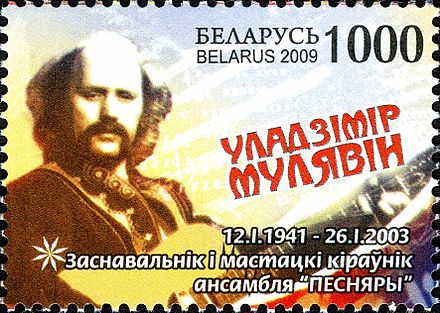 БЕЛАРУСЬ 1000
BELARUS 2009
УЛАДЗІМІР
МУЛЯВІН
12.I.1941 - 26.I.2003
Заснавальнік і мастацкі кіраўнік
ансамбля "ПЕСНЯРЫ"